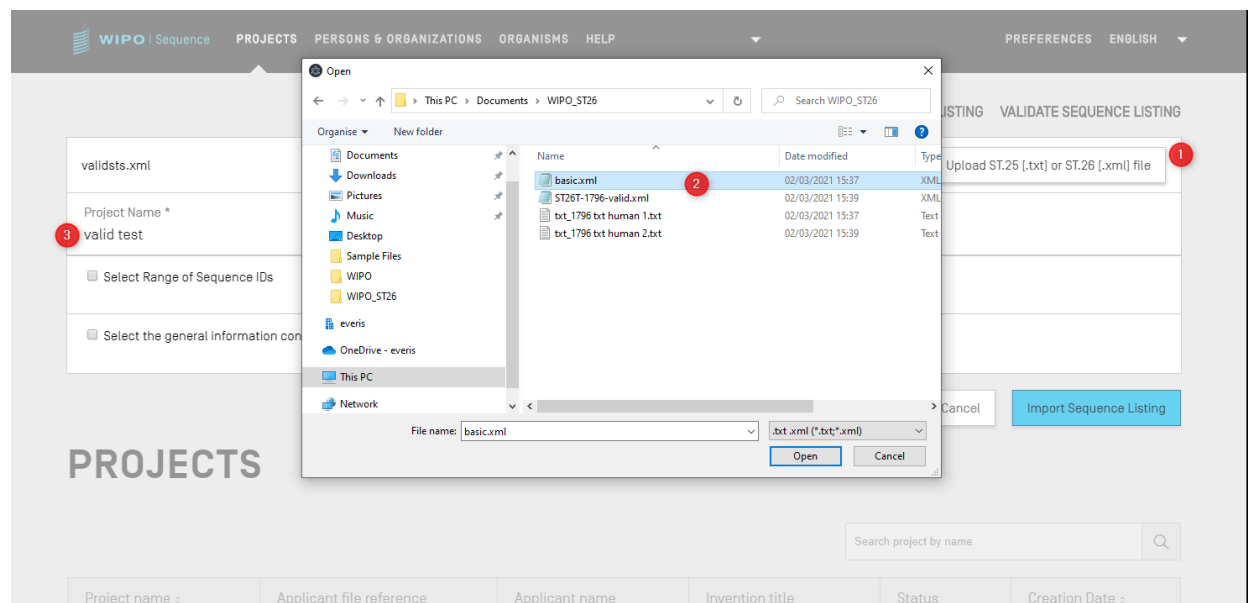 WIPO | Sequence PROJECTS PERSONS & ORGANIZATIONS ORGANISMS HELP PREFERENCES ENGLISH
Open
This PC > Documents > WIPO_ST26 Search WIPO_ST26
LISTING VALIDATE SEQUENCE LISTING
Organise New folder
validsts.xml
Upload ST.25 [.txt] or ST.26 [.xml] file 1
Project Name *
valid test
3
Select Range of Sequence IDs
Select the general information con
Documents
Downloads
Pictures
Music
Desktop
Sample Files
WIPO
WIPO_ST26
everis
OneDrive - everis
This PC
Network
Name Date modified Type
basic.xml 02/03/2021 15:37 XML
2
ST26T-1796-valid.xml 02/03/2021 15:39 XML
txt_1796 txt human 1.txt 02/03/2021 15:37 Text
txt_1796 txt human 2.txt 02/03/2021 15:39 Text
File name: basic.xml .txt .xml (*.txt;*.xml)
Open Cancel
Cancel Import Sequence Listing
PROJECTS
Search project by name
Project name Applicant file reference Applicant name Invention title Status Creation Date